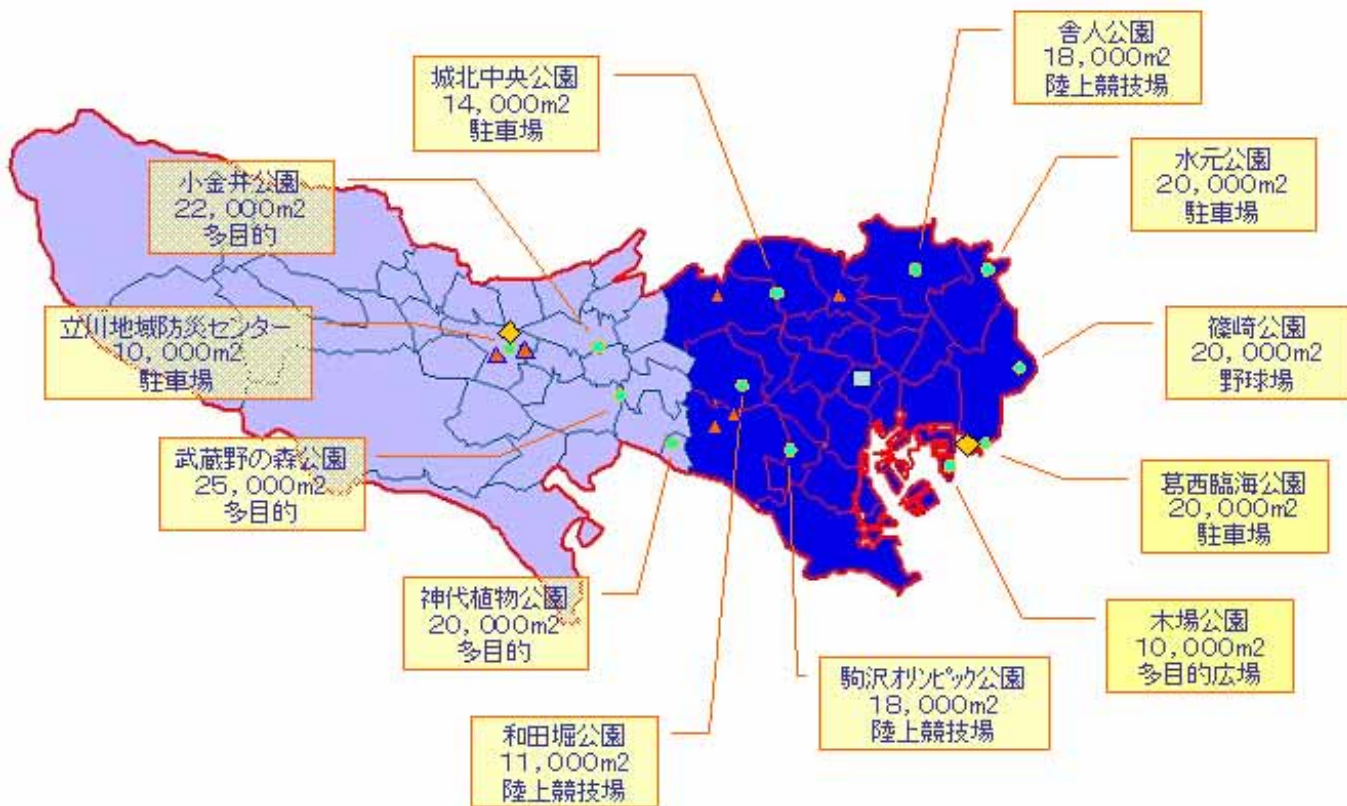 舎人公園
18,000m2
陸上競技場
城北中央公園
14,000m2
駐車場
水元公園
20,000m2
駐車場
小金井公園
22,000m2
多目的
立川地域防災センター
10,000m2
駐車場
篠崎公園
20,000m2
野球場
武蔵野の森公園
25,000m2
多目的
葛西臨海公園
20,000m2
駐車場
神代植物公園
20,000m2
多目的
木場公園
10,000m2
多目的広場
駒沢オリンピック公園
18,000m2
陸上競技場
和田堀公園
11,000m2
陸上競技場